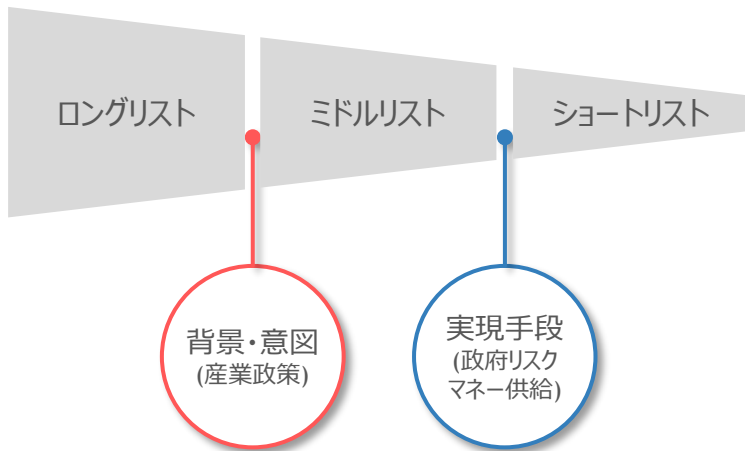 ロングリスト
ミドルリスト
ショートリスト
背景・意図
(産業政策)
実現手段
(政府リスク
マネー供給)